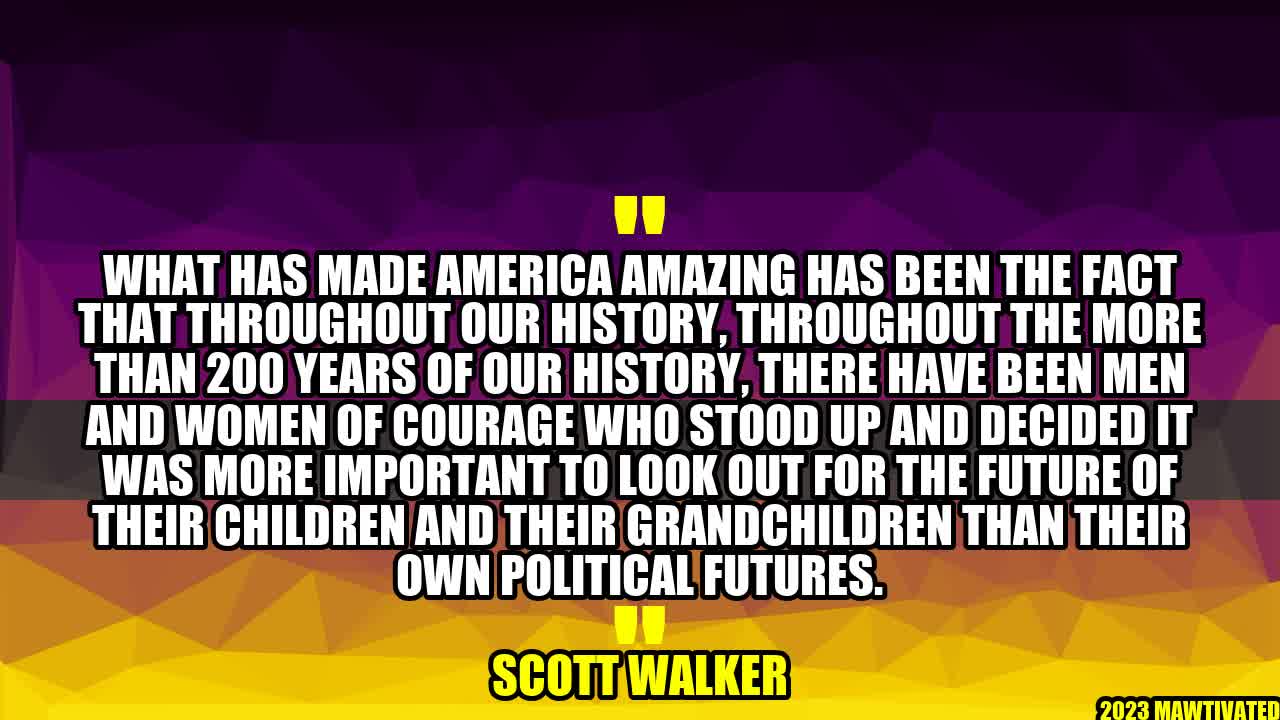 "
WHAT HAS MADE AMERICA AMAZING HAS BEEN THE FACT
THAT THROUGHOUT OUR HISTORY, THROUGHOUT THE MORE
THAN 200 YEARS OF OUR HISTORY, THERE HAVE BEEN MEN
AND WOMEN OF COURAGE WHO STOOD UP AND DECIDED IT
WAS MORE IMPORTANT TO LOOK OUT FOR THE FUTURE OF
THEIR CHILDREN AND THEIR GRANDCHILDREN THAN THEIR
OWN POLITICAL FUTURES.
"
SCOTT WALKER
2023 MAWTIVATED